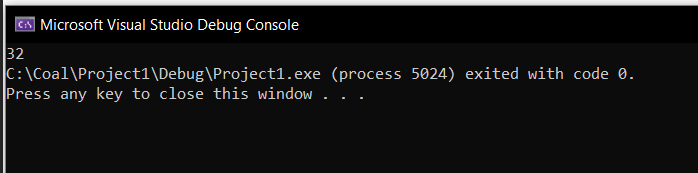 C:\
Microsoft Visual Studio Debug Console
32
C:\Coal\Project1\Debug\Project1.exe (process 5024) exited with code 0.
Press any key to close this window . . .